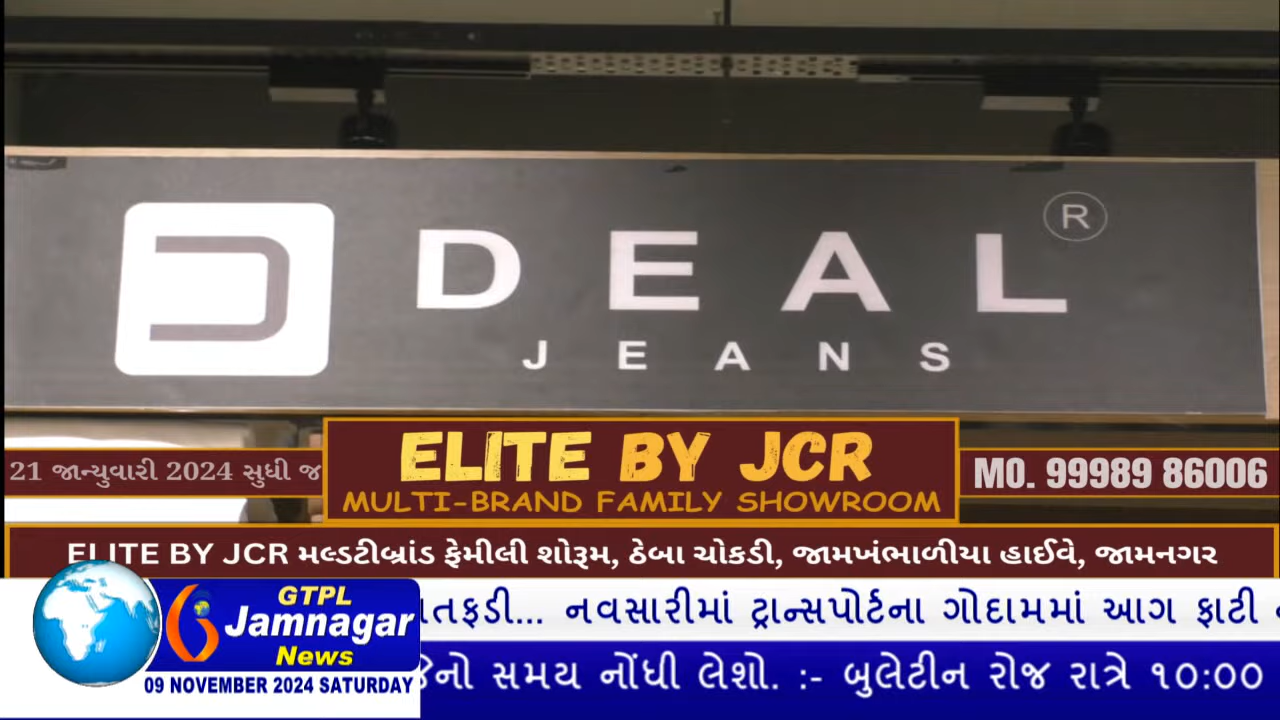 DEAL ®
JEANS
ELITE BY JCR
MULTI-BRAND FAMILY SHOWROOM
21 જાન્યુવારી 2024 સુધી જ
MO. 99989 86006
ELITE BY JCR મલ્ડટીબ્રાંડ ફેમીલી શોરૂમ, ઠેબા ચોકડી, જામખંભાળીયા હાઈવે, જામનગર
GTPL
Jamnagar
News
09 NOVEMBER 2024 SATURDAY
નવસારીમાં ટ્રાન્સપોર્ટના ગોદામમાં આગ ફાટી
સમય નોંધી લેશો. :- બુલેટીન રોજ રાત્રે ૧૦:૦૦